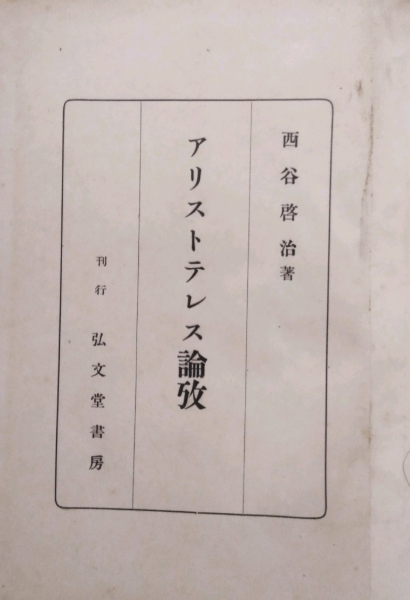 西谷啓治著
アリストテレス論攷
刊行 弘文堂書房